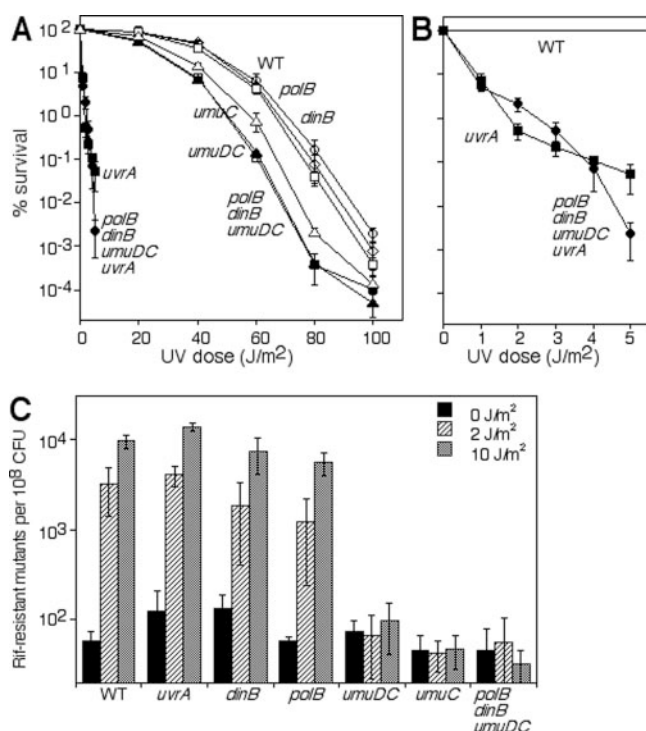 A
% survival
10²
10¹
10⁰
10⁻¹
10⁻²
10⁻³
10⁻⁴
uvrA
polB
dinB
umuDC
uvrA
umuC
umuDC
polB
dinB
umuDC
WT
polB
dinB
0 20 40 60 80 100
UV dose (J/m²)
B
WT
uvrA
polB
dinB
umuDC
uvrA
0 1 2 3 4 5
UV dose (J/m²)
C
0 J/m²
2 J/m²
10 J/m²
Rif-resistant mutants per 10⁸ CFU
10⁴
10³
10²
WT uvrA dinB polB umuDC umuC polB
dinB
umuDC